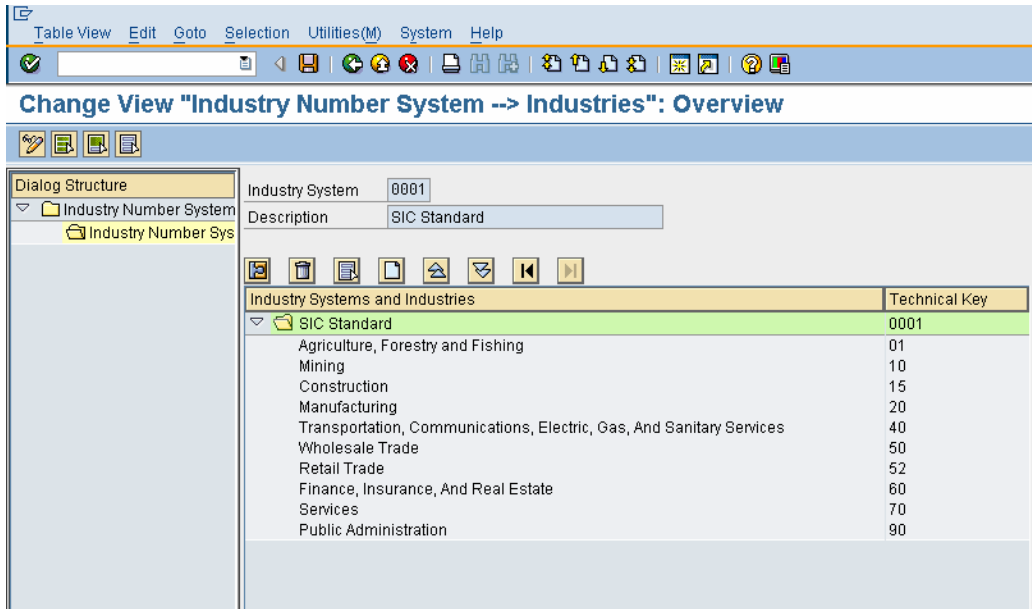 Table View Edit Goto Selection Utilities(M) System Help
Change View "Industry Number System --> Industries": Overview
Dialog Structure
Industry Number System
Industry Number Sys
Industry System 0001
Description SIC Standard
Industry Systems and Industries Technical Key
SIC Standard 0001
Agriculture, Forestry and Fishing 01
Mining 10
Construction 15
Manufacturing 20
Transportation, Communications, Electric, Gas, And Sanitary Services 40
Wholesale Trade 50
Retail Trade 52
Finance, Insurance, And Real Estate 60
Services 70
Public Administration 90